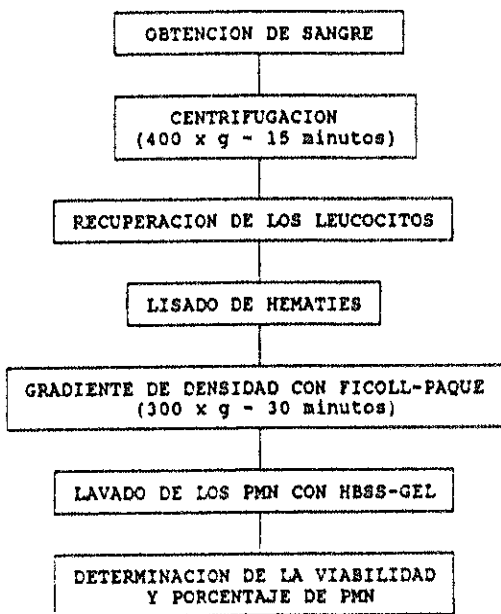 OBTENCION DE SANGRE
CENTRIFUGACION
(400 x g - 15 minutos)
RECUPERACION DE LOS LEUCOCITOS
LISADO DE HEMATIES
GRADIENTE DE DENSIDAD CON FICOLL-PAQUE
(300 x g - 30 minutos)
LAVADO DE LOS PMN CON HBSS-GEL
DETERMINACION DE LA VIABILIDAD
Y PORCENTAJE DE PMN